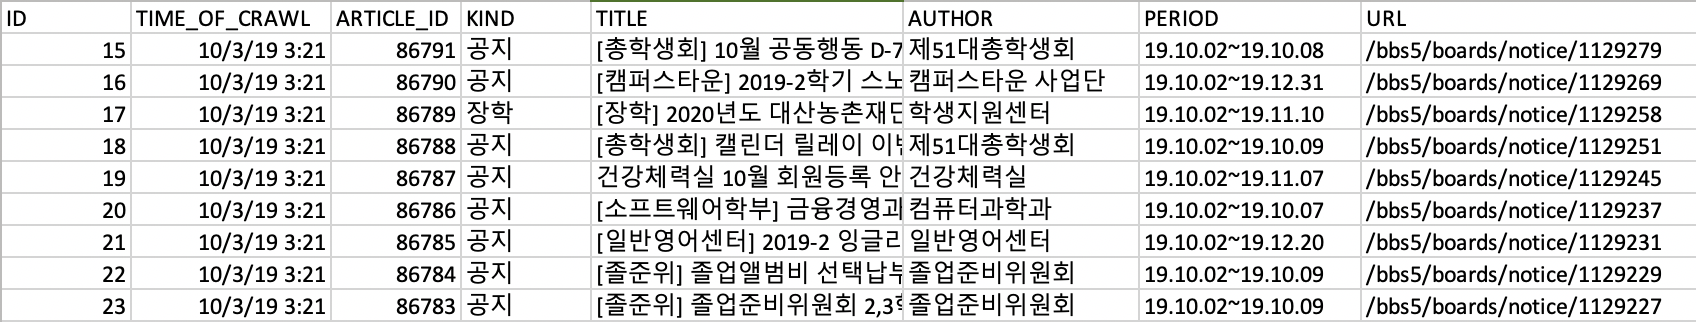 ID TIME_OF_CRAWL ARTICLE_ID KIND TITLE AUTHOR PERIOD URL
15 10/3/19 3:21 86791 공지 [총학생회] 10월 공동행동 D-7 제51대총학생회 19.10.02~19.10.08 /bbs5/boards/notice/1129279
16 10/3/19 3:21 86790 공지 [캠퍼스타운] 2019-2학기 스노 캠퍼스타운 사업단 19.10.02~19.12.31 /bbs5/boards/notice/1129269
17 10/3/19 3:21 86789 장학 [장학] 2020년도 대산농촌재단 학생지원센터 19.10.02~19.11.10 /bbs5/boards/notice/1129258
18 10/3/19 3:21 86788 공지 [총학생회] 캘린더 릴레이 이벤 제51대총학생회 19.10.02~19.10.09 /bbs5/boards/notice/1129251
19 10/3/19 3:21 86787 공지 건강체력실 10월 회원등록 안 건강체력실 19.10.02~19.11.07 /bbs5/boards/notice/1129245
20 10/3/19 3:21 86786 공지 [소프트웨어학부] 금융경영과 컴퓨터과학과 19.10.02~19.10.07 /bbs5/boards/notice/1129237
21 10/3/19 3:21 86785 공지 [일반영어센터] 2019-2 잉글리 일반영어센터 19.10.02~19.12.20 /bbs5/boards/notice/1129231
22 10/3/19 3:21 86784 공지 [졸준위] 졸업앨범비 선택납부 졸업준비위원회 19.10.02~19.10.09 /bbs5/boards/notice/1129229
23 10/3/19 3:21 86783 공지 [졸준위] 졸업준비위원회 2,3학 졸업준비위원회 19.10.02~19.10.09 /bbs5/boards/notice/1129227